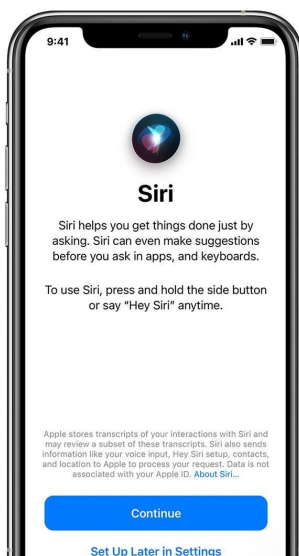 9:41
Siri
Siri helps you get things done just by
asking. Siri can even make suggestions
before you ask in apps, and keyboards.
To use Siri, press and hold the side button
or say “Hey Siri” anytime.
Apple stores transcripts of your interactions with Siri and
may review a subset of these transcripts. Siri also sends
information like your voice input, Hey Siri setup, contacts,
and location to Apple to process your request. Data is not
associated with your Apple ID. About Siri...
Continue
Set Up Later in Settings